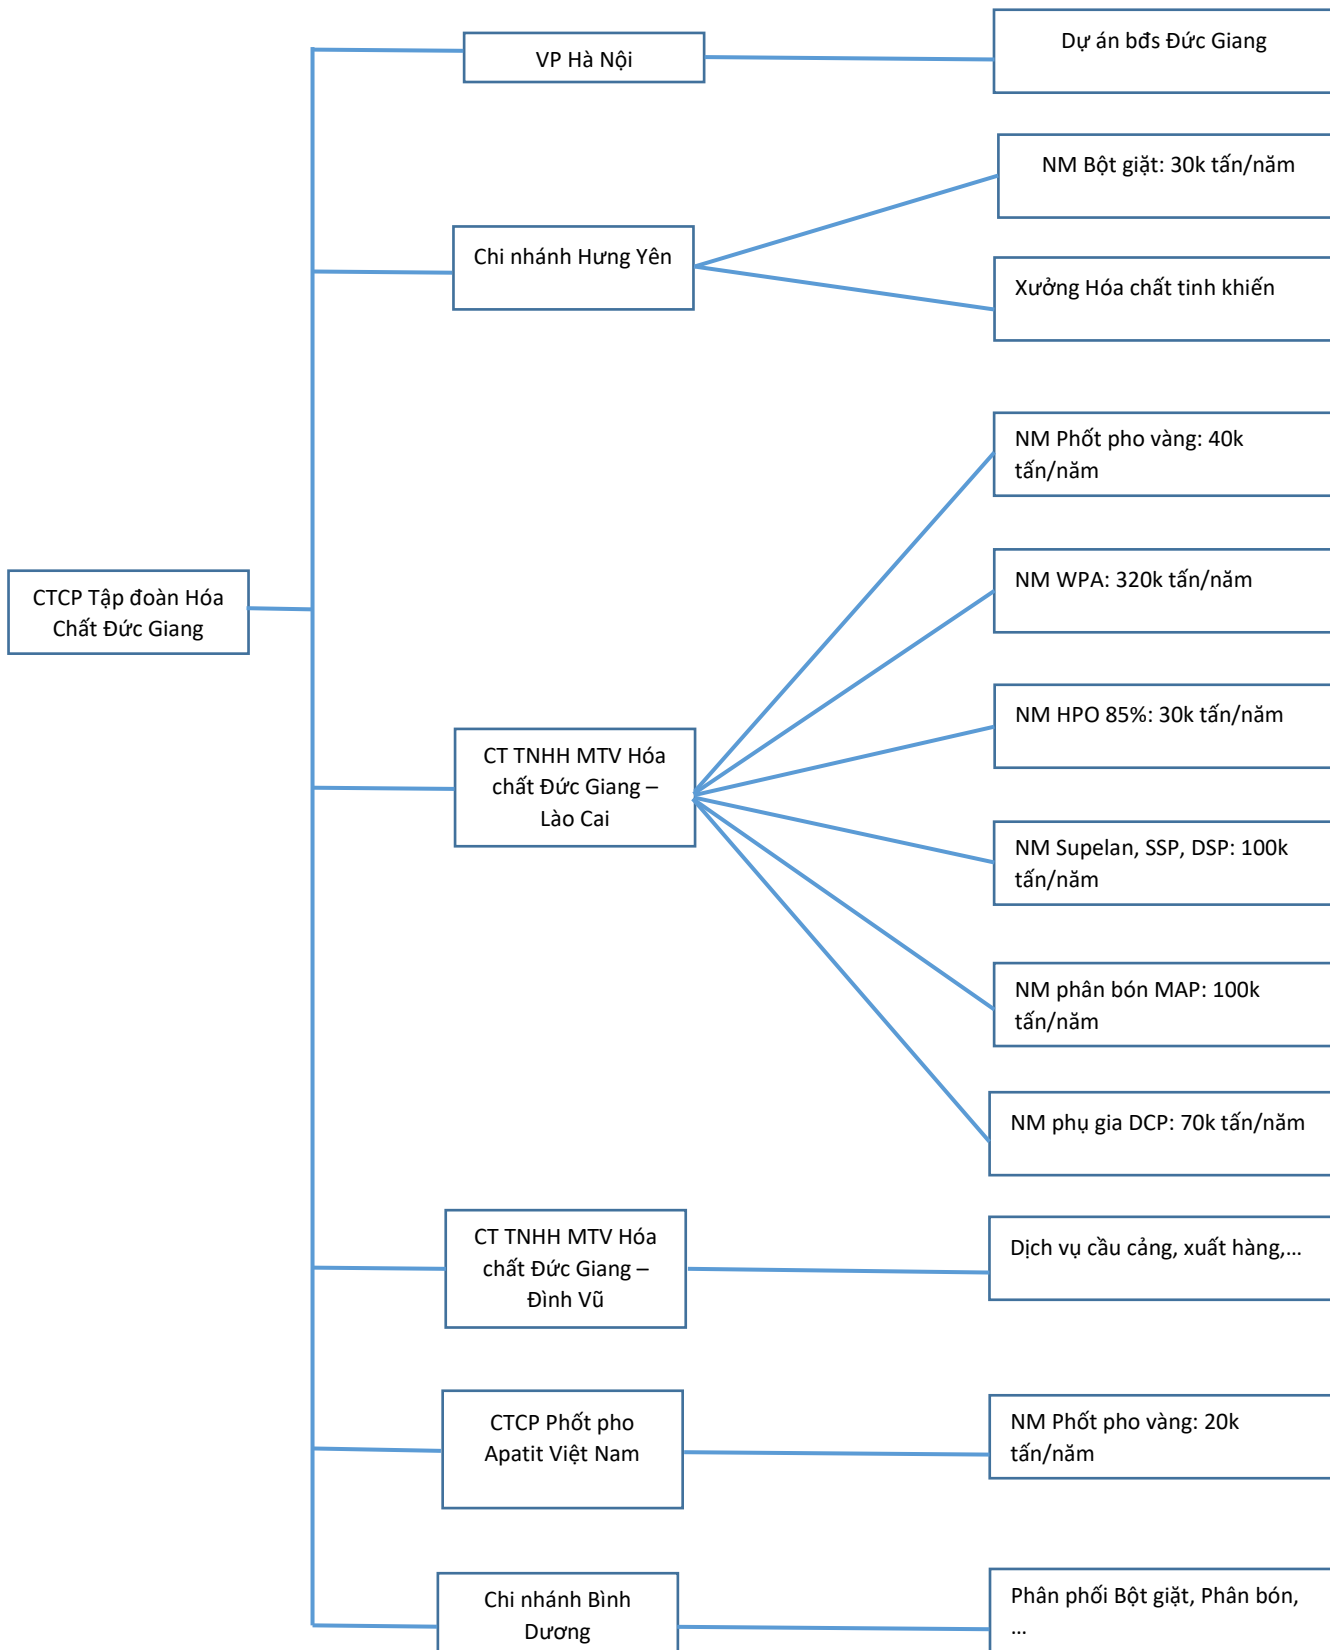 VP Hà Nội
Dự án bđs Đức Giang
Chi nhánh Hưng Yên
NM Bột giặt: 30k tấn/năm
Xưởng Hóa chất tinh khiến
CTCP Tập đoàn Hóa
Chất Đức Giang
CT TNHH MTV Hóa
chất Đức Giang –
Lào Cai
NM Phốt pho vàng: 40k
tấn/năm
NM WPA: 320k tấn/năm
NM HPO 85%: 30k tấn/năm
NM Supelan, SSP, DSP: 100k
tấn/năm
NM phân bón MAP: 100k
tấn/năm
NM phụ gia DCP: 70k tấn/năm
CT TNHH MTV Hóa
chất Đức Giang –
Đình Vũ
Dịch vụ cầu cảng, xuất hàng,...
CTCP Phốt pho
Apatit Việt Nam
NM Phốt pho vàng: 20k
tấn/năm
Chi nhánh Bình
Dương
Phân phối Bột giặt, Phân bón,
...